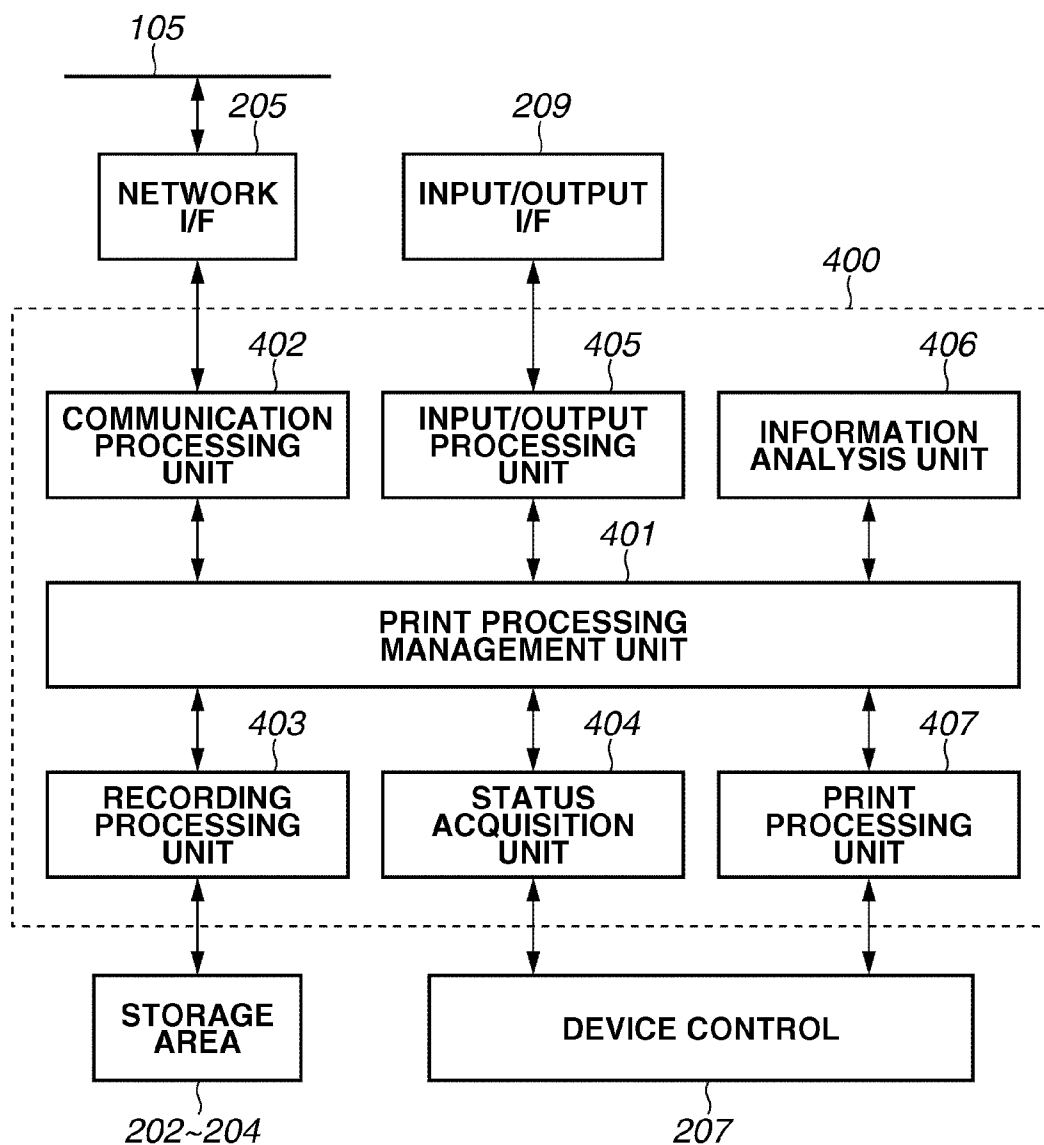 105
205
209
NETWORK
I/F
INPUT/OUTPUT
I/F
400
402
405
406
COMMUNICATION
PROCESSING
UNIT
INPUT/OUTPUT
PROCESSING
UNIT
INFORMATION
ANALYSIS UNIT
401
PRINT PROCESSING
MANAGEMENT UNIT
403
404
407
RECORDING
PROCESSING
UNIT
STATUS
ACQUISITION
UNIT
PRINT
PROCESSING
UNIT
STORAGE
AREA
DEVICE CONTROL
202~204
207